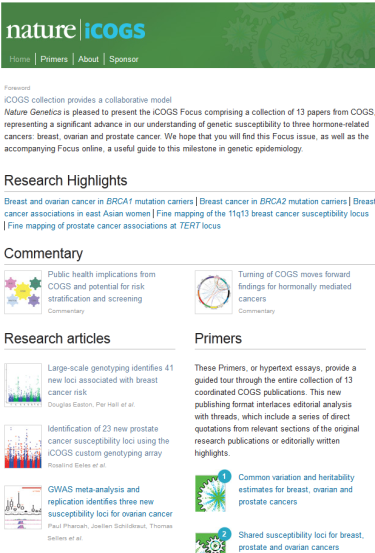 nature | iCOGS
Home | Primers | About | Sponsor
Foreword
iCOGS collection provides a collaborative model
Nature Genetics is pleased to present the iCOGS Focus comprising a collection of 13 papers from COGS,
representing a significant advance in our understanding of genetic susceptibility to three hormone-related
cancers: breast, ovarian and prostate cancer. We hope that you will find this Focus issue, as well as the
accompanying Focus online, a useful guide to this milestone in genetic epidemiology.
Research Highlights
Breast and ovarian cancer in BRCA1 mutation carriers | Breast cancer in BRCA2 mutation carriers | Breast
cancer associations in east Asian women | Fine mapping of the 11q13 breast cancer susceptibility locus
| Fine mapping of prostate cancer associations at TERT locus
Commentary
Public health implications from
COGS and potential for risk
stratification and screening
Commentary
Turning of COGS moves forward
findings for hormonally mediated
cancers
Commentary
Research articles
Large-scale genotyping identifies 41
new loci associated with breast
cancer risk
Douglas Easton, Per Hall et al.
Identification of 23 new prostate
cancer susceptibility loci using the
iCOGS custom genotyping array
Rosalind Eeles et al.
GWAS meta-analysis and
replication identifies three new
susceptibility loci for ovarian cancer
Paul Pharoah, Joellen Schildkraut, Thomas
Sellers et al.
Primers
These Primers, or hypertext essays, provide a
guided tour through the entire collection of 13
coordinated COGS publications. This new
publishing format interlaces editorial analysis
with threads, which include a series of direct
quotations from relevant sections of the original
research publications or editorially written
highlights.
1
Common variation and heritability
estimates for breast, ovarian and
prostate cancers
2
Shared susceptibility loci for breast,
prostate and ovarian cancers